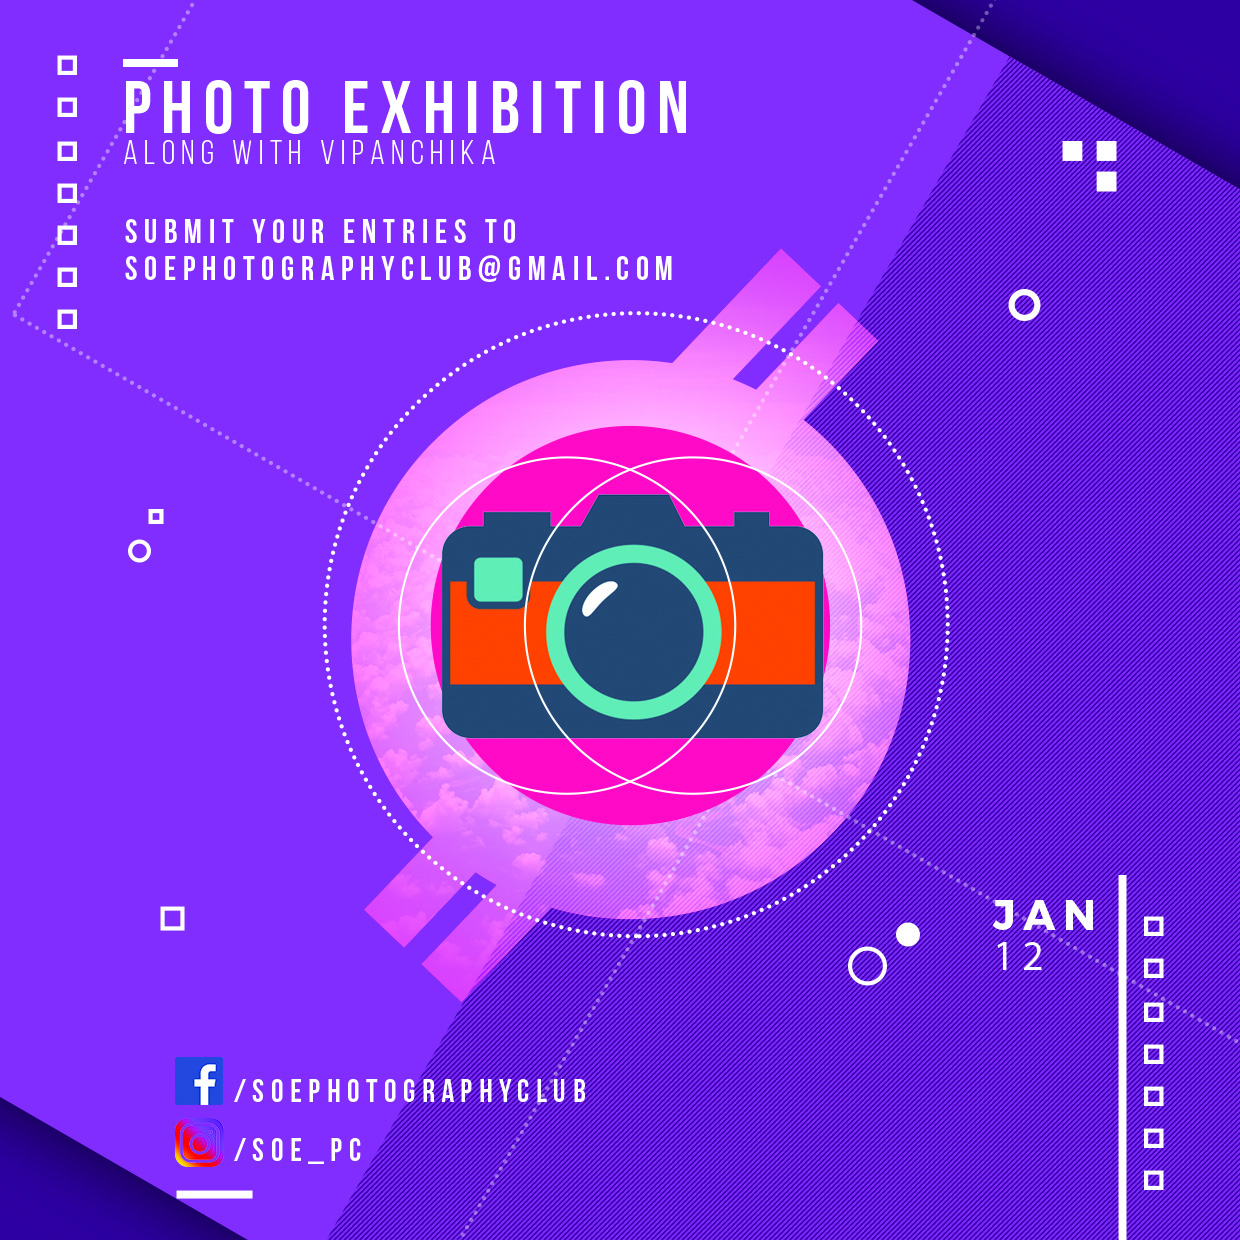 PHOTO EXHIBITION
ALONG WITH VIPANCHIKA
SUBMIT YOUR ENTRIES TO
SOEPHOTOGRAPHYCLUB@GMAIL.COM
JAN
12
/SOEPHOTOGRAPHYCLUB
/SOE_PC